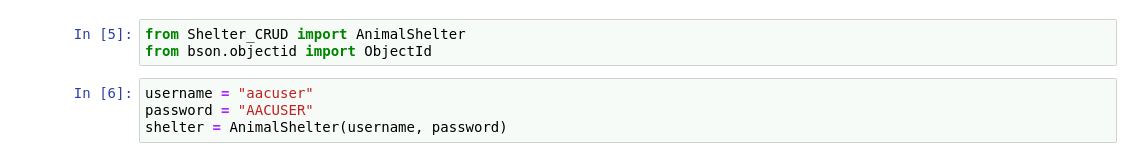 In [5]: from Shelter_CRUD import AnimalShelter
from bson.objectid import ObjectId
In [6]: username = "aacuser"
password = "AACUSER"
shelter = AnimalShelter(username, password)